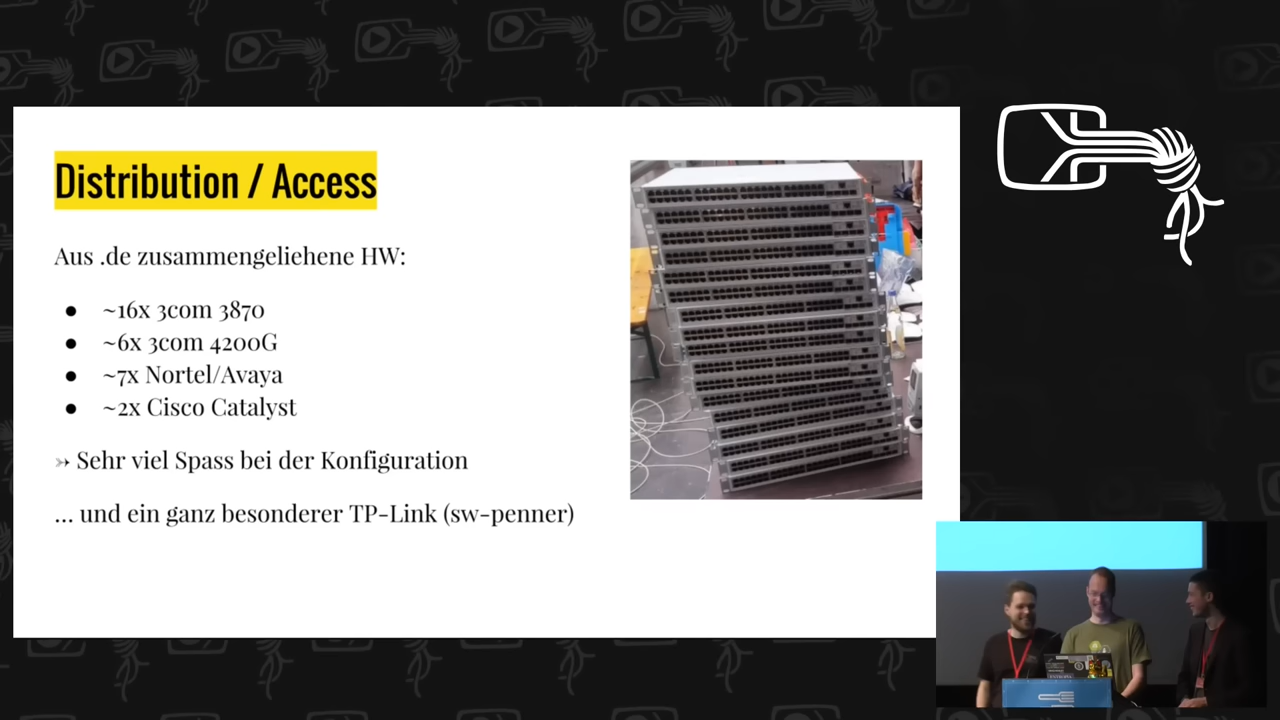 Distribution / Access
Aus .de zusammengeliehene HW:
● ~16x 3com 3870
● ~6x 3com 4200G
● ~7x Nortel/Avaya
● ~2x Cisco Catalyst
➳ Sehr viel Spass bei der Konfiguration
… und ein ganz besonderer TP-Link (sw-penner)